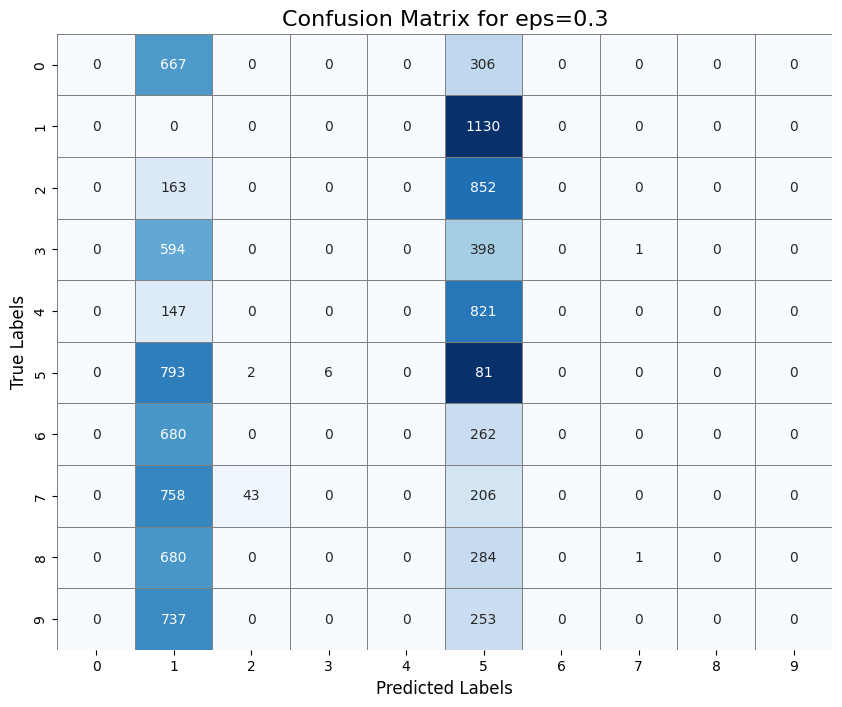 Confusion Matrix for eps=0.3
True Labels
0 0 667 0 0 0 306 0 0 0 0
1 0 0 0 0 0 1130 0 0 0 0
2 0 163 0 0 0 852 0 0 0 0
3 0 594 0 0 0 398 0 1 0 0
4 0 147 0 0 0 821 0 0 0 0
5 0 793 2 6 0 81 0 0 0 0
6 0 680 0 0 0 262 0 0 0 0
7 0 758 43 0 0 206 0 0 0 0
8 0 680 0 0 0 284 0 1 0 0
9 0 737 0 0 0 253 0 0 0 0
0 1 2 3 4 5 6 7 8 9
Predicted Labels